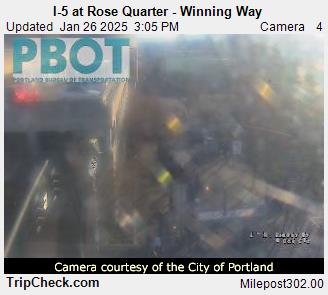 I-5 at Rose Quarter - Winning Way
Updated Jan 26 2025 3:05 PM Camera 4
PBOT
PORTLAND BUREAU OF TRANSPORTATION
Camera courtesy of the City of Portland
TripCheck.com Milepost302.00